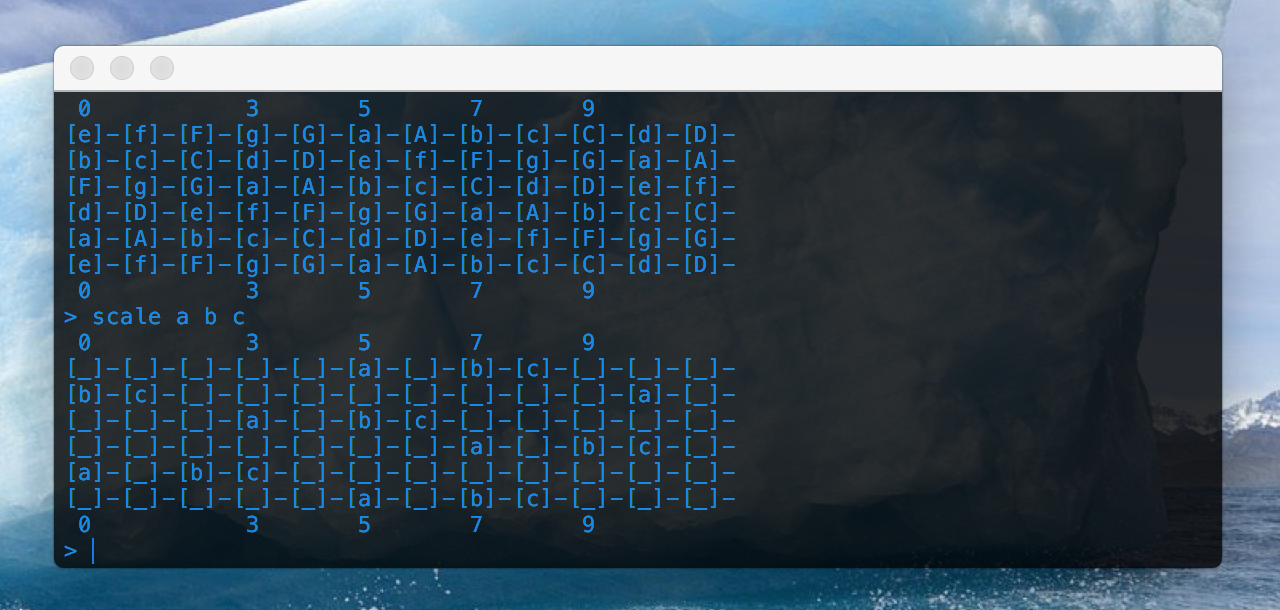 0           3       5       7       9
[e]-[f]-[F]-[g]-[G]-[a]-[A]-[b]-[c]-[C]-[d]-[D]-
[b]-[c]-[C]-[d]-[D]-[e]-[f]-[F]-[g]-[G]-[a]-[A]-
[F]-[g]-[G]-[a]-[A]-[b]-[c]-[C]-[d]-[D]-[e]-[f]-
[d]-[D]-[e]-[f]-[F]-[g]-[G]-[a]-[A]-[b]-[c]-[C]-
[a]-[A]-[b]-[c]-[C]-[d]-[D]-[e]-[f]-[F]-[g]-[G]-
[e]-[f]-[F]-[g]-[G]-[a]-[A]-[b]-[c]-[C]-[d]-[D]-
 0           3       5       7       9
> scale a b c
 0           3       5       7       9
[_]-[_]-[_]-[_]-[_]-[a]-[_]-[b]-[c]-[_]-[_]-[_]-
[b]-[c]-[_]-[_]-[_]-[_]-[_]-[_]-[_]-[_]-[a]-[_]-
[_]-[_]-[_]-[a]-[_]-[b]-[c]-[_]-[_]-[_]-[_]-[_]-
[_]-[_]-[_]-[_]-[_]-[_]-[_]-[a]-[_]-[b]-[c]-[_]-
[a]-[_]-[b]-[c]-[_]-[_]-[_]-[_]-[_]-[_]-[_]-[_]-
[_]-[_]-[_]-[_]-[_]-[a]-[_]-[b]-[c]-[_]-[_]-[_]-
 0           3       5       7       9
>